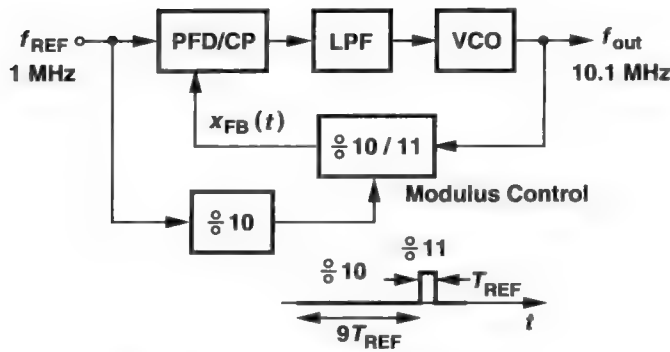 f_REF PFD/CP LPF VCO f_out
1 MHz 10.1 MHz
x_FB (t) ÷ 10 / 11
Modulus Control
÷ 10
÷ 11
÷ 10 T_REF
9T_REF t